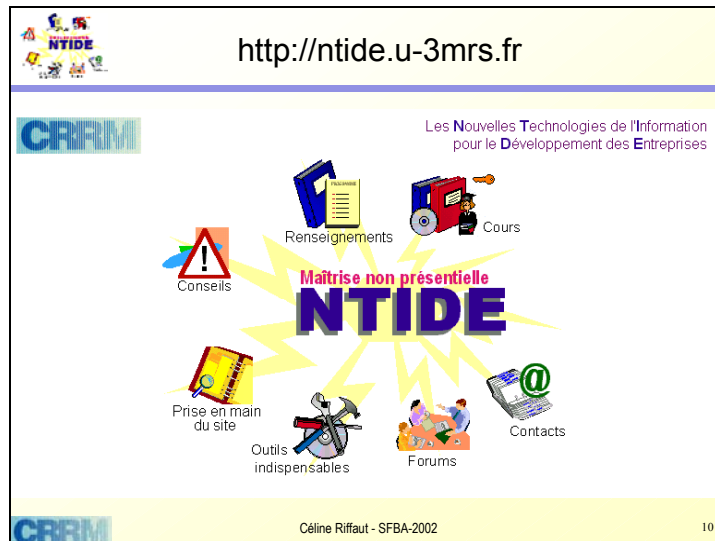 NTIDE
http://ntide.u-3mrs.fr
CRRM
Les Nouvelles Technologies de l'Information
pour le Développement des Entreprises
PROGRAMME
Renseignements
Cours
Conseils
Maîtrise non présentielle
NTIDE
Prise en main
du site
Outils
indispensables
Forums
@
Contacts
CRRM
Céline Riffaut - SFBA-2002
10